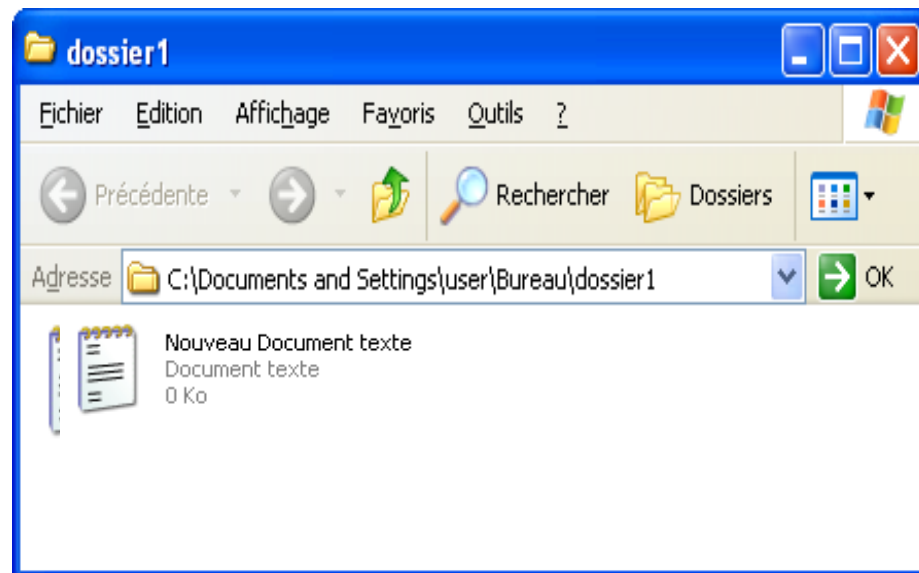 dossier1
Fichier Edition Affichage Favoris Outils ?
Précédente Rechercher Dossiers
Adresse C:\Documents and Settings\user\Bureau\dossier1 OK
Nouveau Document texte
Document texte
0 Ko